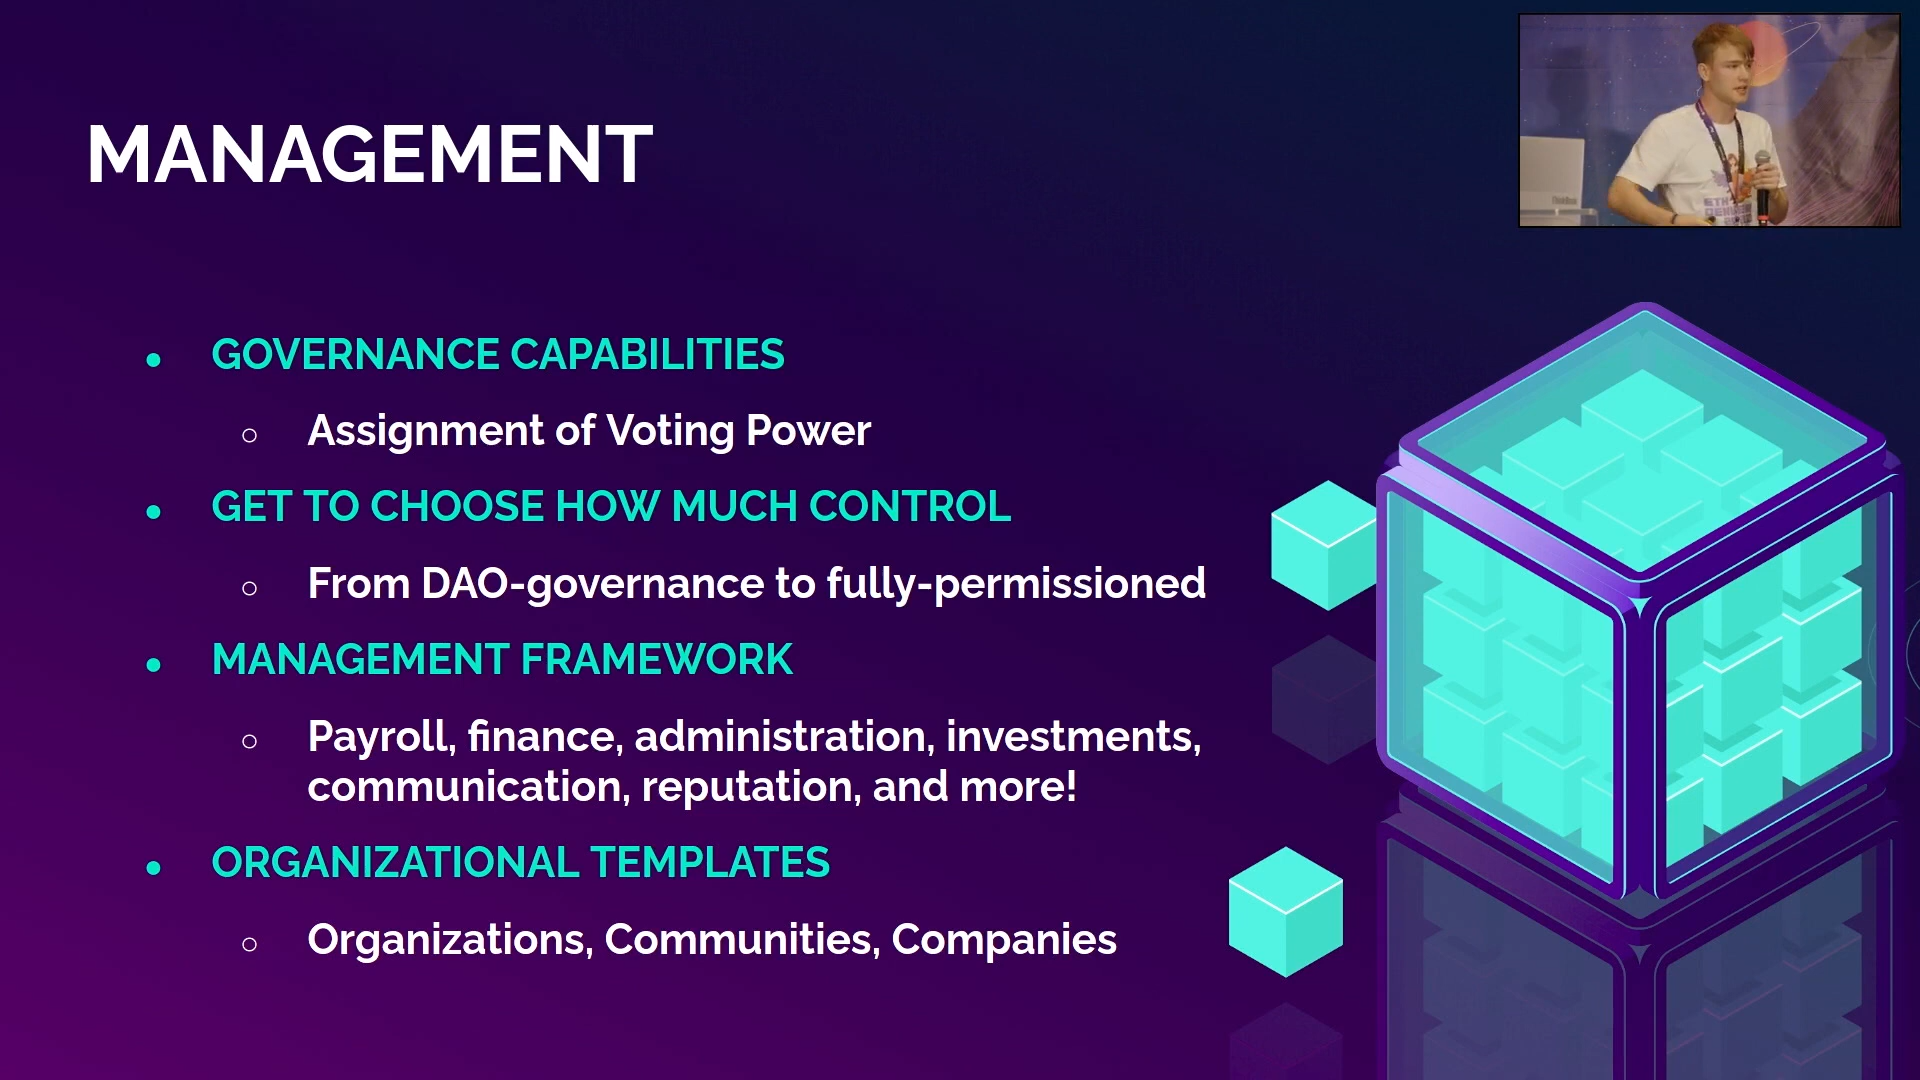 MANAGEMENT
● GOVERNANCE CAPABILITIES
○ Assignment of Voting Power
● GET TO CHOOSE HOW MUCH CONTROL
○ From DAO-governance to fully-permissioned
● MANAGEMENT FRAMEWORK
○ Payroll, finance, administration, investments,
communication, reputation, and more!
● ORGANIZATIONAL TEMPLATES
○ Organizations, Communities, Companies